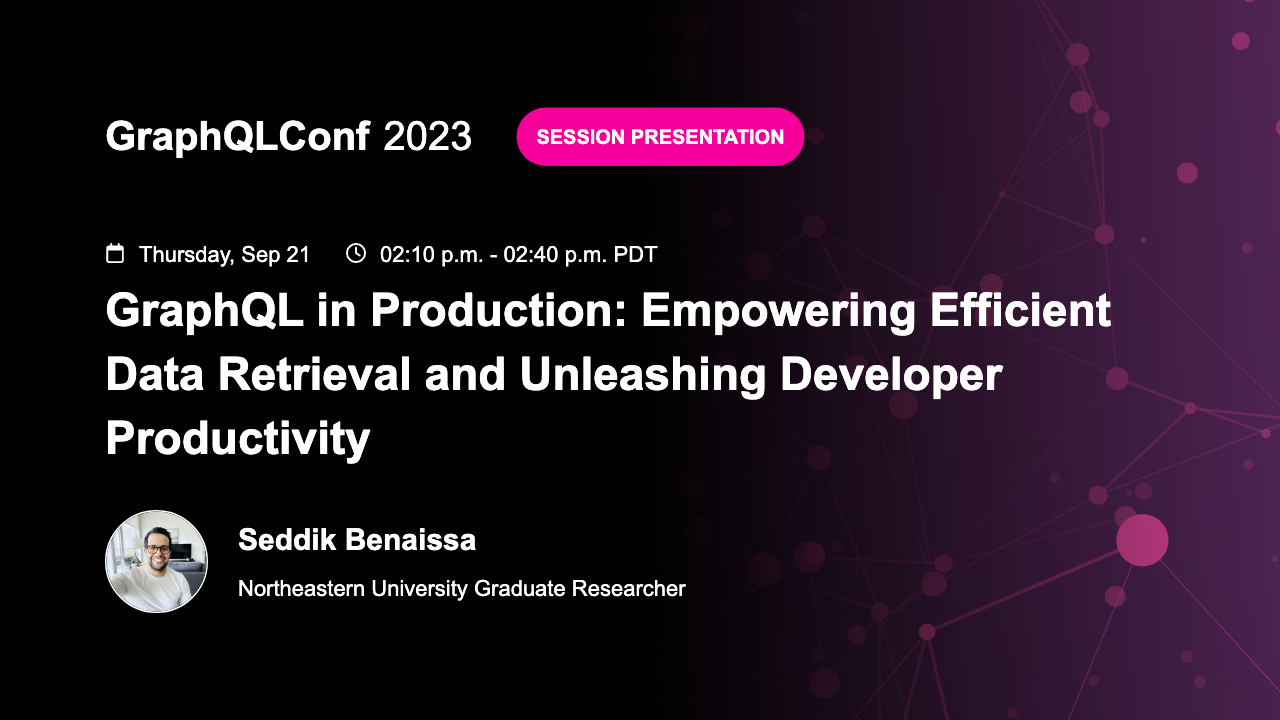 GraphQLConf 2023
SESSION PRESENTATION
Thursday, Sep 21
02:10 p.m. - 02:40 p.m. PDT
GraphQL in Production: Empowering Efficient
Data Retrieval and Unleashing Developer
Productivity
Seddik Benaissa
Northeastern University Graduate Researcher